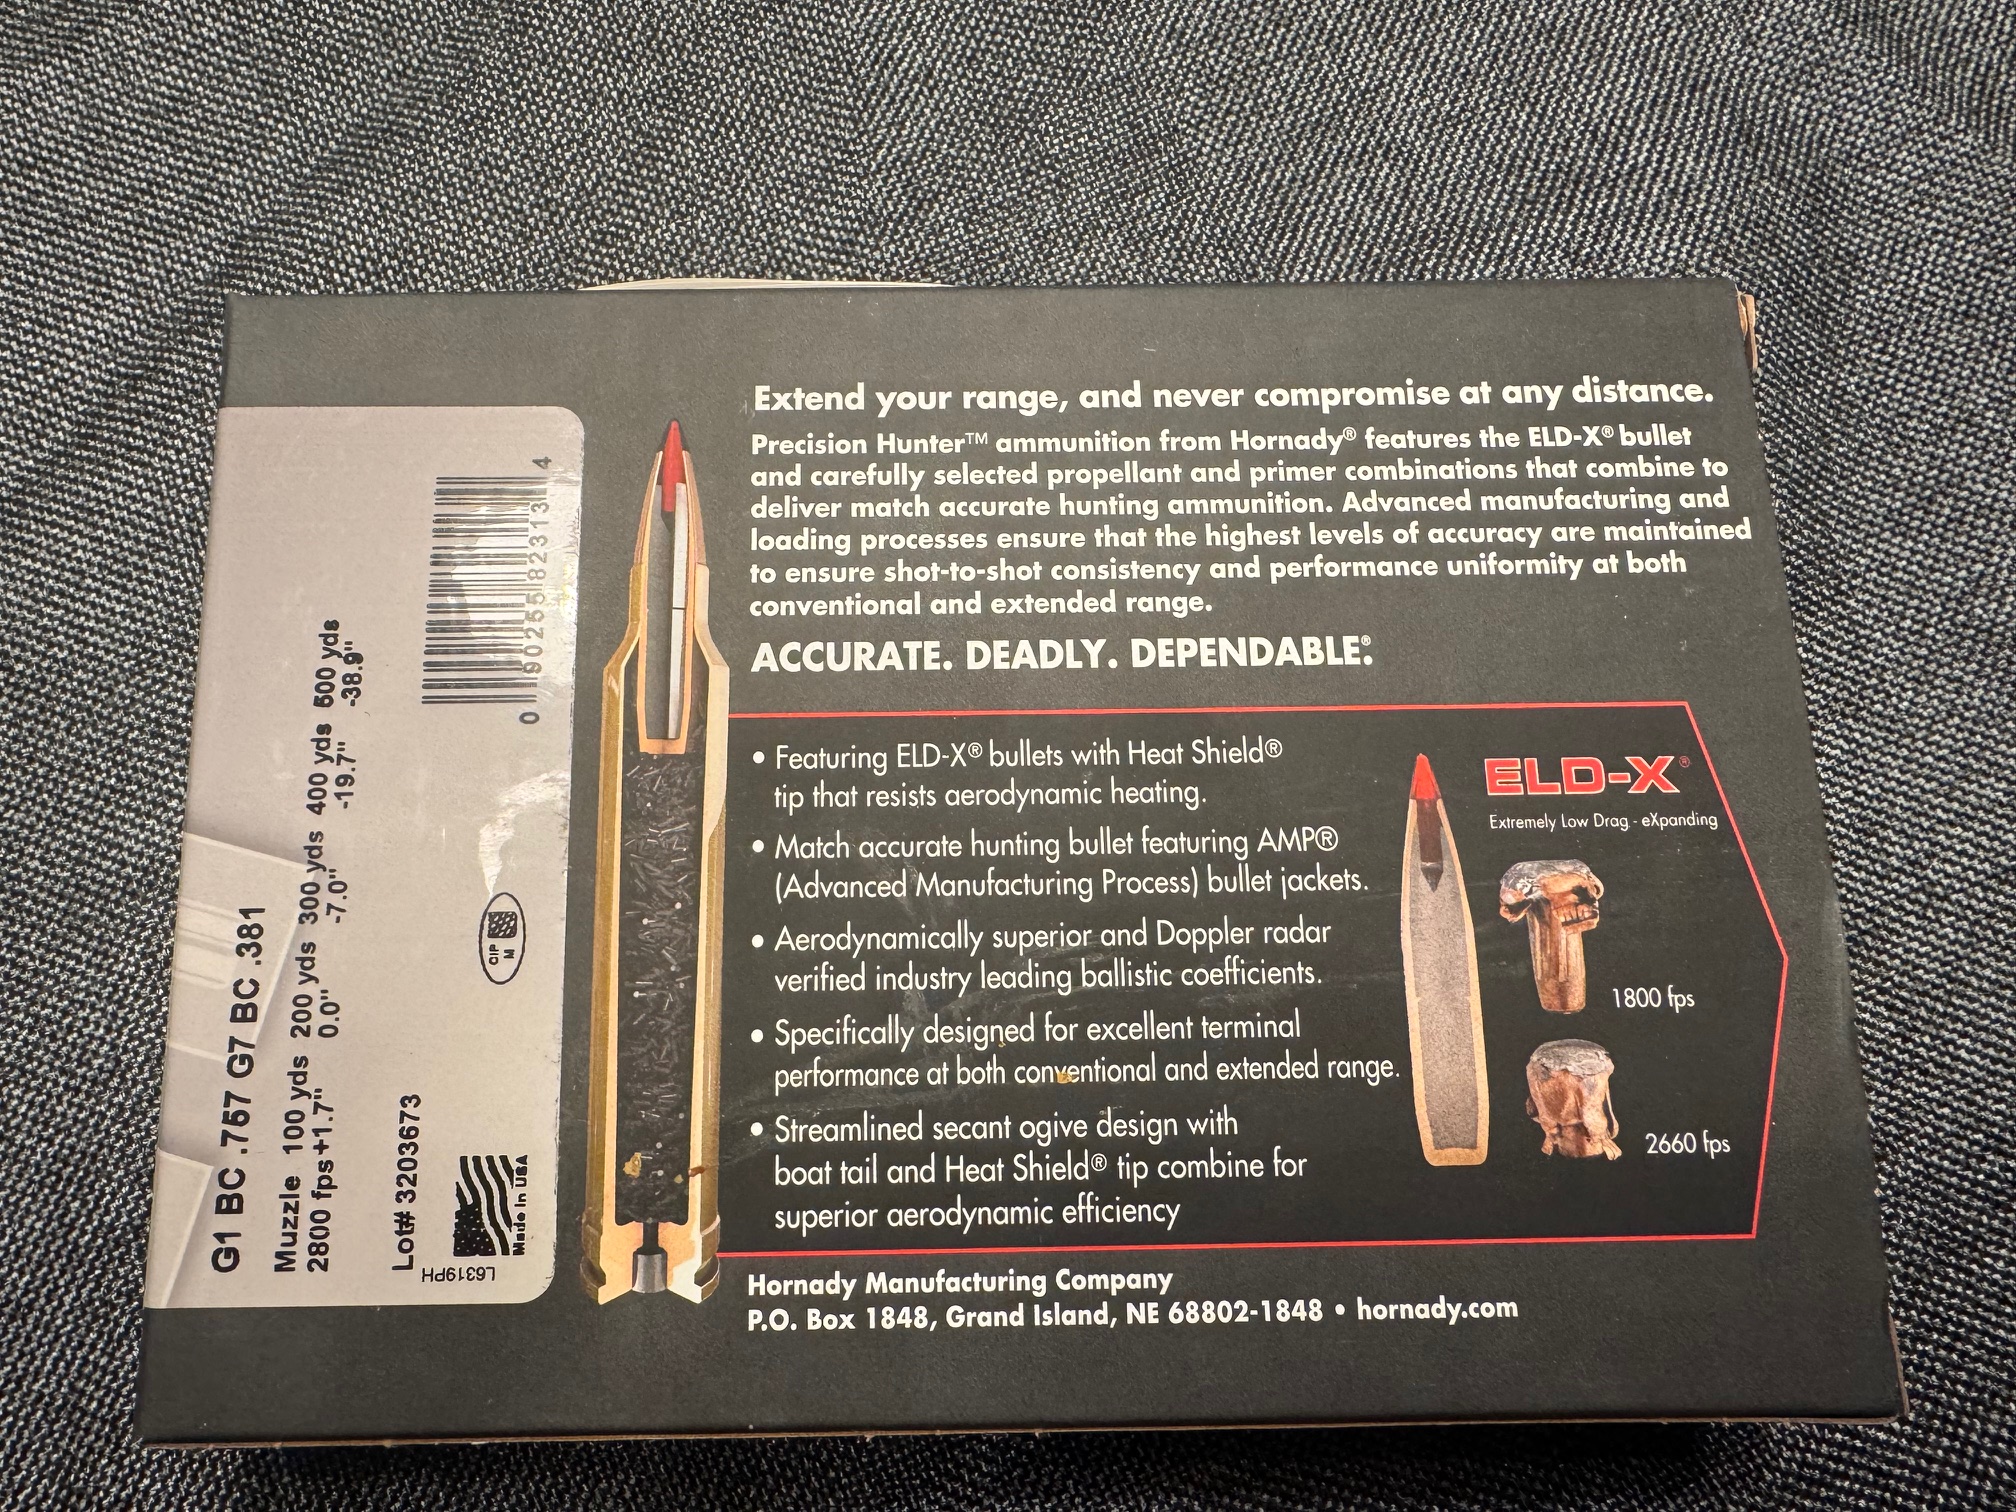 Extend your range, and never compromise at any distance.
Precision Hunter™ ammunition from Hornady® features the ELD-X® bullet
and carefully selected propellant and primer combinations that combine to
deliver match accurate hunting ammunition. Advanced manufacturing and
loading processes ensure that the highest levels of accuracy are maintained
to ensure shot-to-shot consistency and performance uniformity at both
conventional and extended range.
ACCURATE. DEADLY. DEPENDABLE.®
• Featuring ELD-X® bullets with Heat Shield®
tip that resists aerodynamic heating.
• Match accurate hunting bullet featuring AMP®
(Advanced Manufacturing Process) bullet jackets.
• Aerodynamically superior and Doppler radar
verified industry leading ballistic coefficients.
• Specifically designed for excellent terminal
performance at both conventional and extended range.
• Streamlined secant ogive design with
boat tail and Heat Shield® tip combine for
superior aerodynamic efficiency
ELD-X®
Extremely Low Drag - eXpanding
1800 fps
2660 fps
Hornady Manufacturing Company
P.O. Box 1848, Grand Island, NE 68802-1848 • hornady.com
G1 BC .757 G7 BC .381
Muzzle 100 yds 200 yds 300 yds 400 yds 500 yds
2800 fps +1.7" 0.0" -7.0" -19.7" -38.9"
Lot# 3203673
L6319PH
Made in USA
CIP
M
0 90255 82313 4